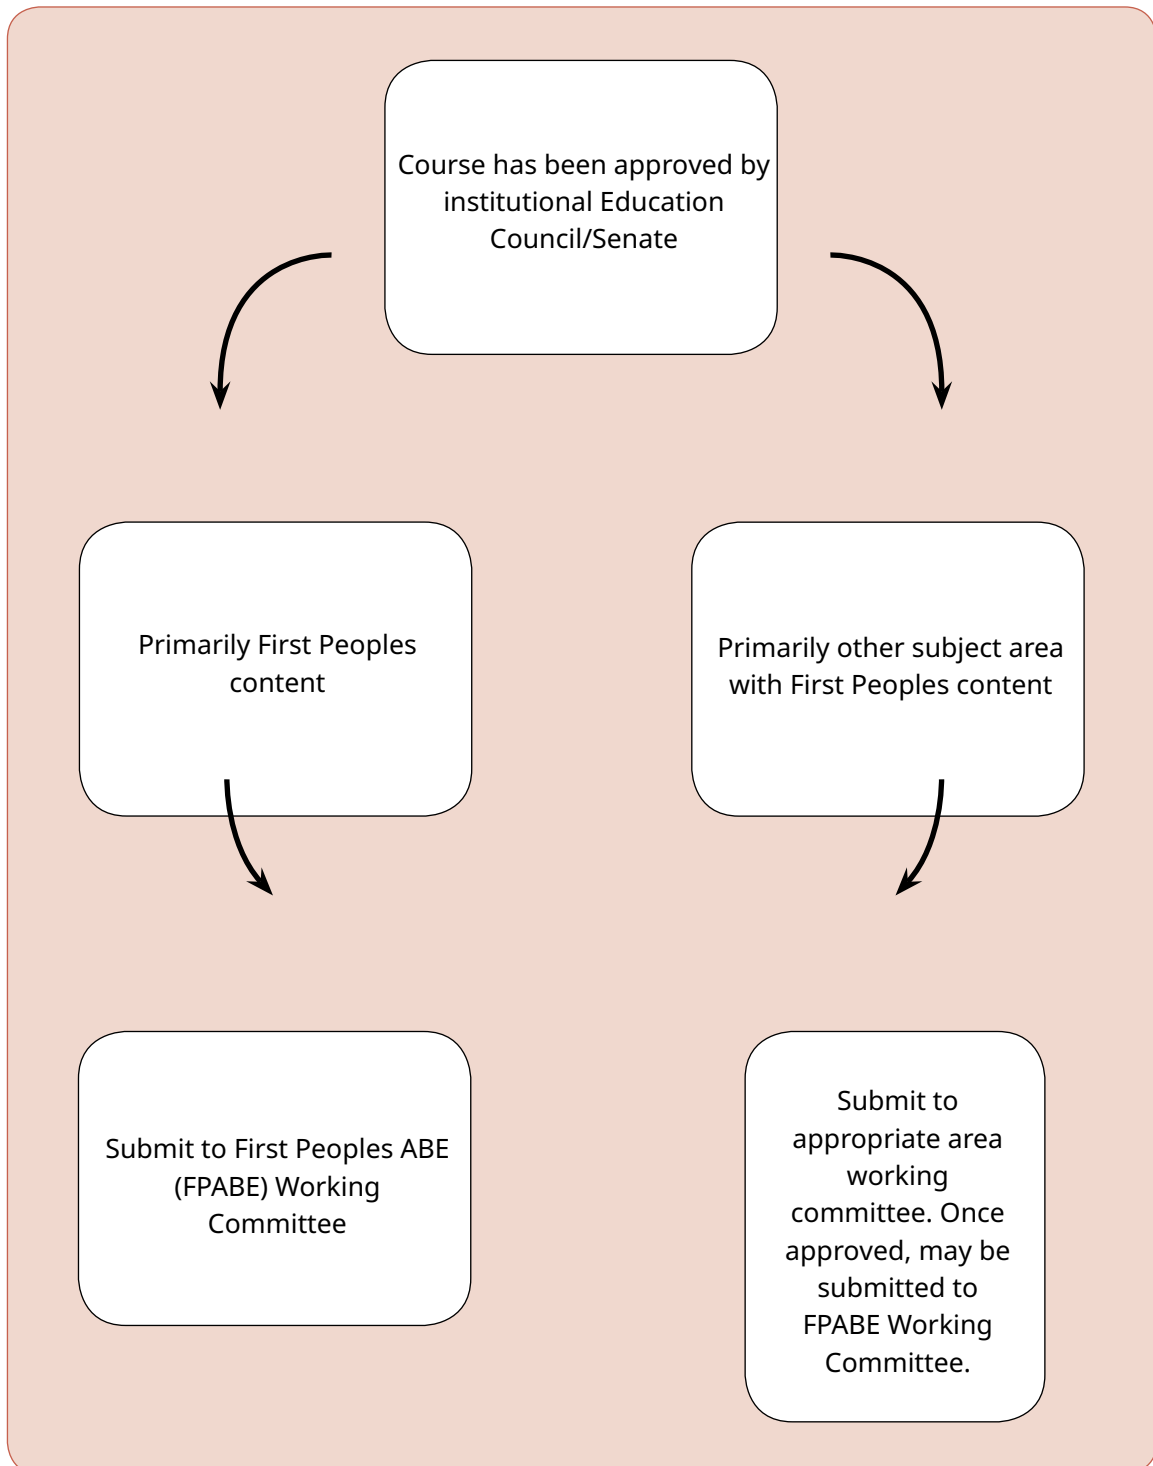 Course has been approved by
institutional Education
Council/Senate
Primarily First Peoples
content
Primarily other subject area
with First Peoples content
Submit to First Peoples ABE
(FPABE) Working
Committee
Submit to
appropriate area
working
committee. Once
approved, may be
submitted to
FPABE Working
Committee.